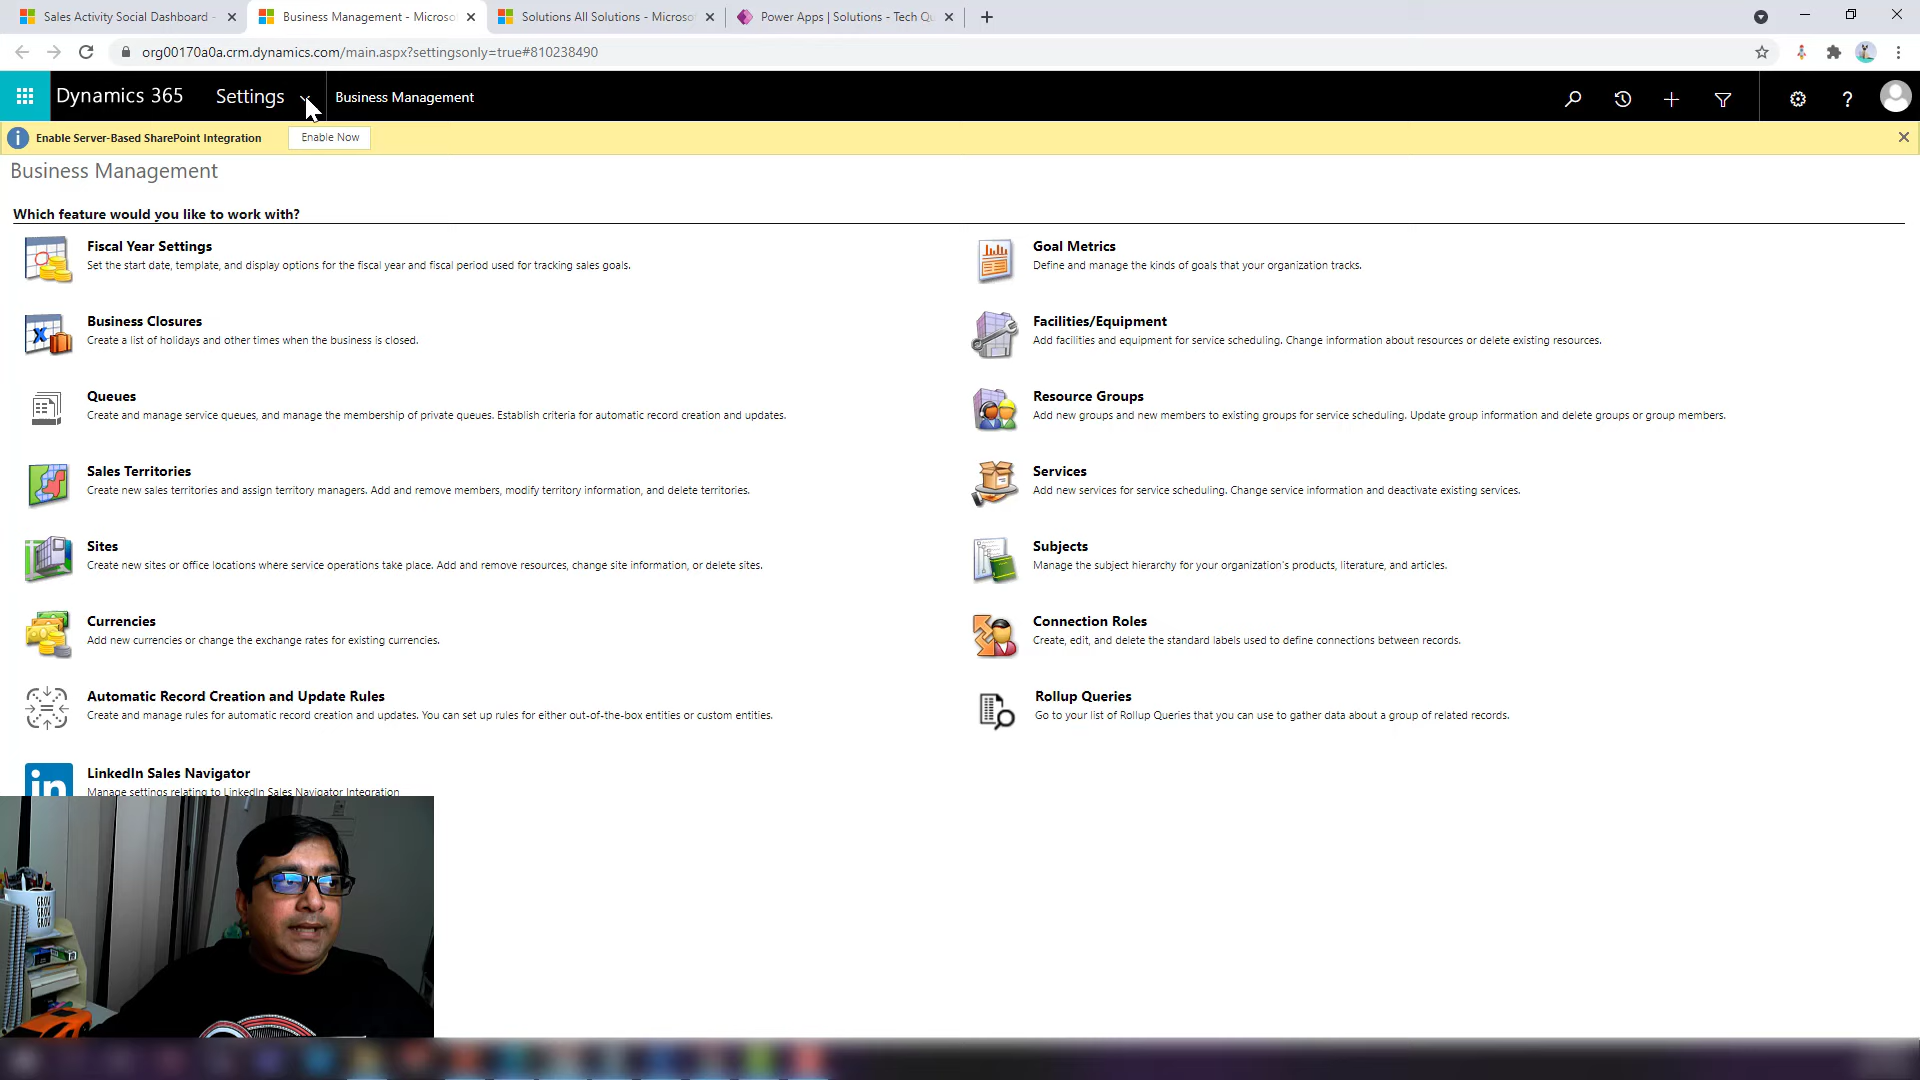 Sales Activity Social Dashboard -
Business Management - Microso
Solutions All Solutions - Microso
Power Apps | Solutions - Tech Qu
org00170a0a.crm.dynamics.com/main.aspx?settingsonly=true#810238490
Dynamics 365
Settings
Business Management
Enable Server-Based SharePoint Integration
Enable Now
Business Management
Which feature would you like to work with?
Fiscal Year Settings
Set the start date, template, and display options for the fiscal year and fiscal period used for tracking sales goals.
Goal Metrics
Define and manage the kinds of goals that your organization tracks.
Business Closures
Create a list of holidays and other times when the business is closed.
Facilities/Equipment
Add facilities and equipment for service scheduling. Change information about resources or delete existing resources.
Queues
Create and manage service queues, and manage the membership of private queues. Establish criteria for automatic record creation and updates.
Resource Groups
Add new groups and new members to existing groups for service scheduling. Update group information and delete groups or group members.
Sales Territories
Create new sales territories and assign territory managers. Add and remove members, modify territory information, and delete territories.
Services
Add new services for service scheduling. Change service information and deactivate existing services.
Sites
Create new sites or office locations where service operations take place. Add and remove resources, change site information, or delete sites.
Subjects
Manage the subject hierarchy for your organization's products, literature, and articles.
Currencies
Add new currencies or change the exchange rates for existing currencies.
Connection Roles
Create, edit, and delete the standard labels used to define connections between records.
Automatic Record Creation and Update Rules
Create and manage rules for automatic record creation and updates. You can set up rules for either out-of-the-box entities or custom entities.
Rollup Queries
Go to your list of Rollup Queries that you can use to gather data about a group of related records.
in
LinkedIn Sales Navigator
Manage settings relating to LinkedIn Sales Navigator Integration
GROW
GROW
GROW